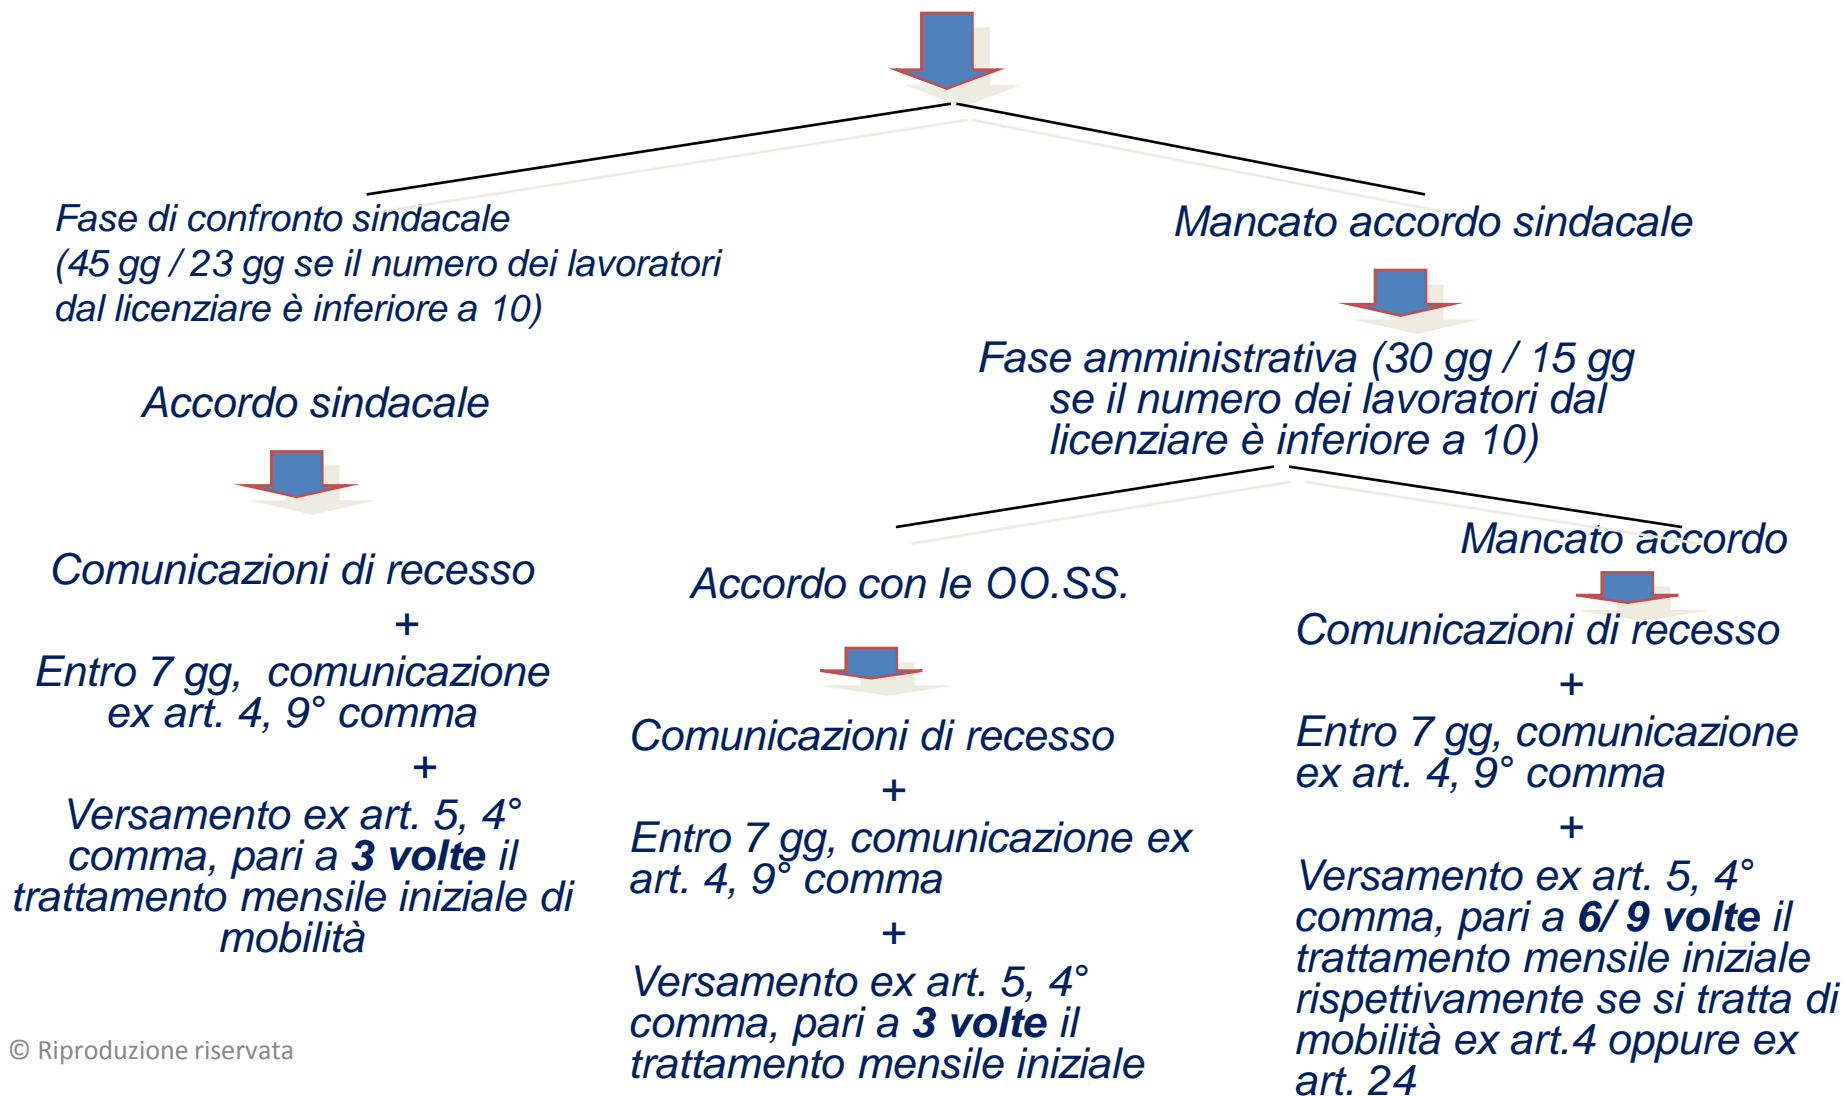 Fase di confronto sindacale
(45 gg / 23 gg se il numero dei lavoratori
dal licenziare è inferiore a 10)
Accordo sindacale
Comunicazioni di recesso
+
Entro 7 gg, comunicazione
ex art. 4, 9° comma
+
Versamento ex art. 5, 4°
comma, pari a 3 volte il
trattamento mensile iniziale di
mobilità
Mancato accordo sindacale
Fase amministrativa (30 gg / 15 gg
se il numero dei lavoratori dal
licenziare è inferiore a 10)
Accordo con le OO.SS.
Comunicazioni di recesso
+
Entro 7 gg, comunicazione ex
art. 4, 9° comma
+
Versamento ex art. 5, 4°
comma, pari a 3 volte il
trattamento mensile iniziale
Mancato accordo
Comunicazioni di recesso
+
Entro 7 gg, comunicazione
ex art. 4, 9° comma
+
Versamento ex art. 5, 4°
comma, pari a 6/ 9 volte il
trattamento mensile iniziale
rispettivamente se si tratta di
mobilità ex art.4 oppure ex
art. 24
© Riproduzione riservata